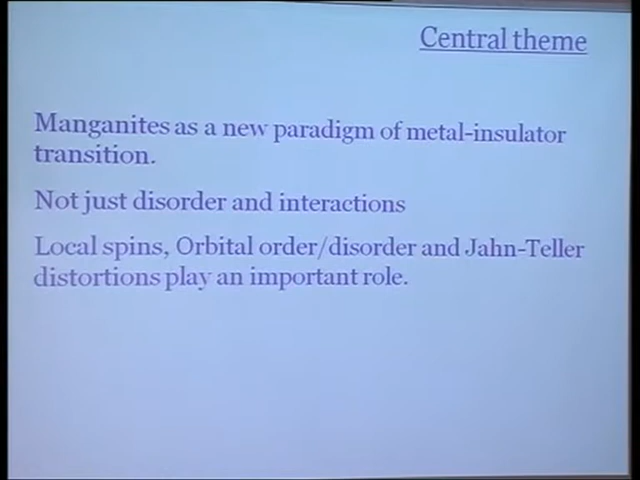 Central theme
Manganites as a new paradigm of metal-insulator
transition.
Not just disorder and interactions
Local spins, Orbital order/disorder and Jahn-Teller
distortions play an important role.